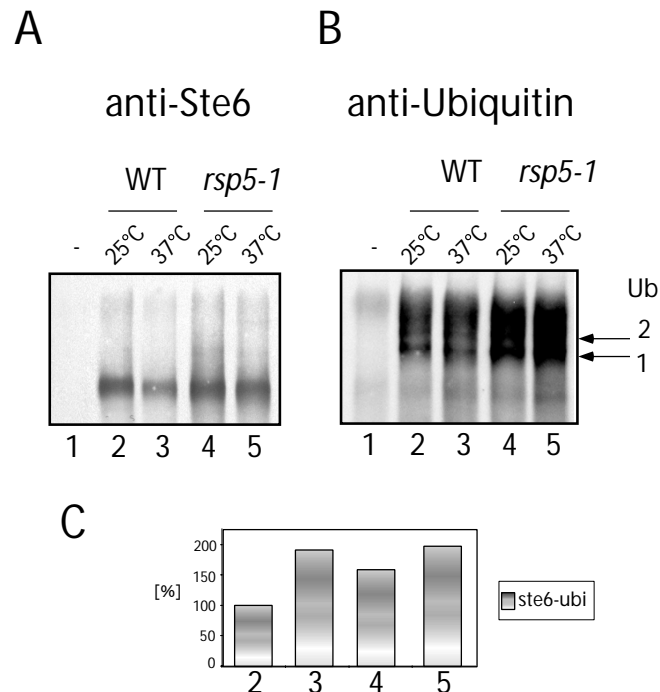 A
B
anti-Ste6
anti-Ubiquitin
WT rsp5-1
WT rsp5-1
- 25°C 37°C 25°C 37°C
- 25°C 37°C 25°C 37°C
Ub
2
1
1 2 3 4 5
1 2 3 4 5
C
200
150
[%]
100
50
0
ste6-ubi
2 3 4 5